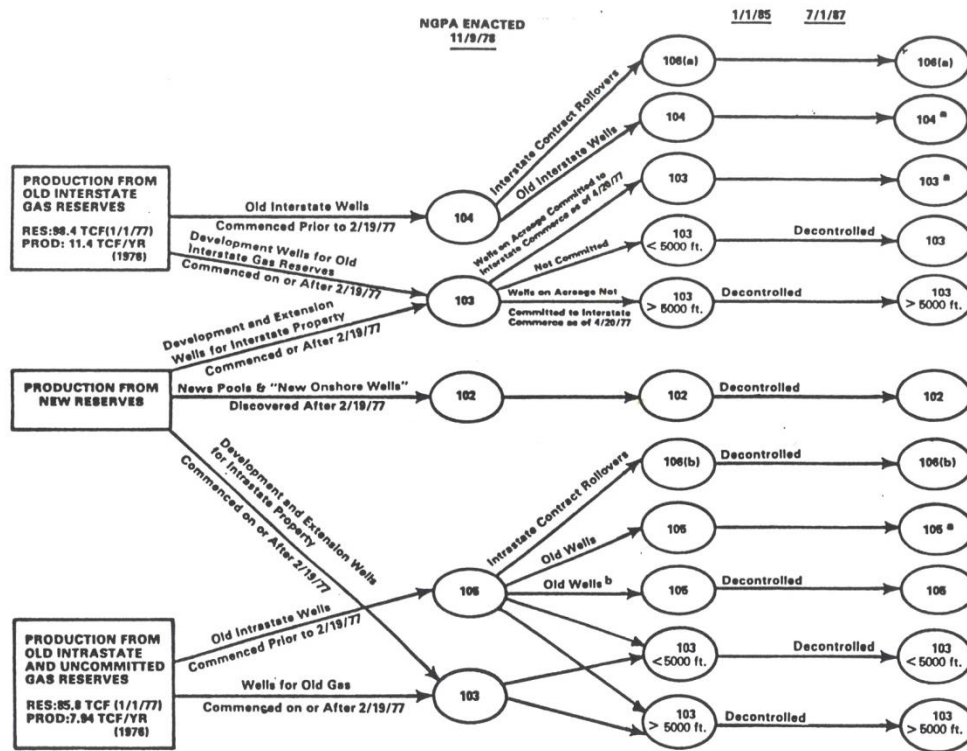 NGPA ENACTED
11/9/78
1/1/85 7/1/87
106(a)
106(a)
Interstate Contract Rollovers
104
104 a
Old Interstate Wells
PRODUCTION FROM
OLD INTERSTATE
GAS RESERVES
RES:98.4 TCF(1/1/77)
PROD: 11.4 TCF/YR
(1976)
Old Interstate Wells
Commenced Prior to 2/19/77
104
Wells on Acreage Committed to
Interstate Commerce as of 4/20/77
103
103 a
Development Wells for Old
Interstate Gas Reserves
Commenced on or After 2/19/77
103
Not Committed
103
< 5000 ft.
Decontrolled
103
Wells on Acreage Not
Committed to Interstate
Commerce as of 4/20/77
103
> 5000 ft.
Decontrolled
103
> 5000 ft.
Development and Extension
Wells for Interstate Property
Commenced or After 2/19/77
PRODUCTION FROM
NEW RESERVES
News Pools & "New Onshore Wells"
Discovered After 2/19/77
102
102
Decontrolled
102
Development and Extension Wells
for Intrastate Property
Commenced on or After 2/19/77
Intrastate Contract Rollovers
106(b)
Decontrolled
106(b)
Old Wells
105
105 a
105
Old Wells b
105
Decontrolled
105
PRODUCTION FROM
OLD INTRASTATE
AND UNCOMMITTED
GAS RESERVES
RES:85.8 TCF (1/1/77)
PROD:7.94 TCF/YR
(1976)
Old Intrastate Wells
Commenced Prior to 2/19/77
Wells for Old Gas
Commenced on or After 2/19/77
103
103
<5000 ft.
Decontrolled
103
< 5000 ft.
103
> 5000 ft.
Decontrolled
103
> 5000 ft.